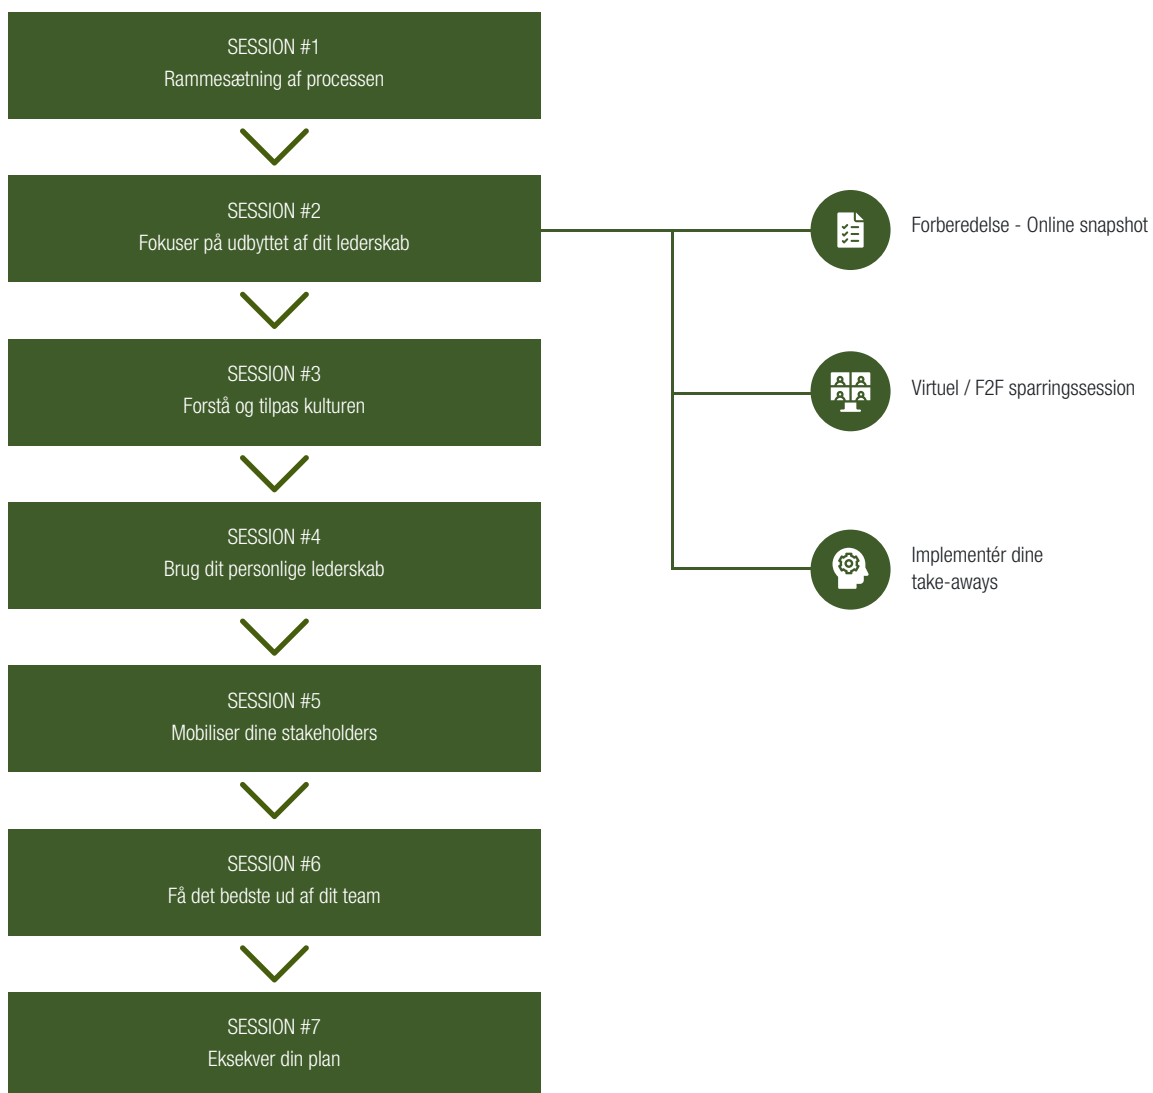 SESSION #1
Rammesætning af processen
SESSION #2
Fokuser på udbyttet af dit lederskab
Forberedelse - Online snapshot
Virtuel / F2F sparringssession
Implementér dine
take-aways
SESSION #3
Forstå og tilpas kulturen
SESSION #4
Brug dit personlige lederskab
SESSION #5
Mobiliser dine stakeholders
SESSION #6
Få det bedste ud af dit team
SESSION #7
Eksekver din plan